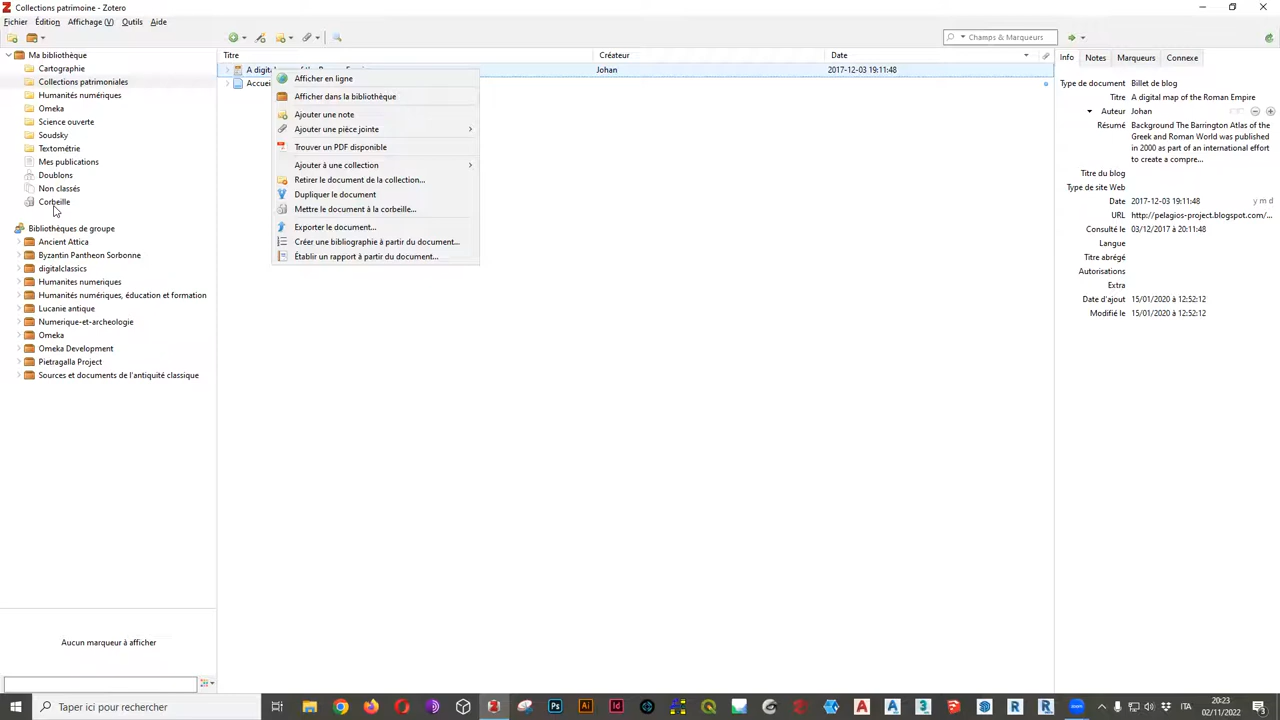 Collections patrimoine - Zotero
Fichier Édition Affichage (V) Outils Aide
Champs & Marqueurs
Ma bibliothèque
Cartographie
Collections patrimoniales
Humanités numériques
Omeka
Science ouverte
Soudsky
Textométrie
Mes publications
Doublons
Non classés
Corbeille
Bibliothèques de groupe
Ancient Attica
Byzantin Pantheon Sorbonne
digitalclassics
Humanites numeriques
Humanités numériques, éducation et formation
Lucanie antique
Numerique-et-archeologie
Omeka
Omeka Development
Pietragalla Project
Sources et documents de l'antiquité classique
Aucun marqueur à afficher
Titre Créateur Date
A digital Johan 2017-12-03 19:11:48
Accuei
Afficher en ligne
Afficher dans la bibliothèque
Ajouter une note
Ajouter une pièce jointe
Trouver un PDF disponible
Ajouter à une collection
Retirer le document de la collection...
Dupliquer le document
Mettre le document à la corbeille...
Exporter le document...
Créer une bibliographie à partir du document...
Établir un rapport à partir du document...
Info Notes Marqueurs Connexe
Type de document Billet de blog
Titre A digital map of the Roman Empire
Auteur Johan
Résumé Background The Barrington Atlas of the
Greek and Roman World was published
in 2000 as part of an international effort
to create a compre...
Titre du blog
Type de site Web
Date 2017-12-03 19:11:48 y m d
URL http://pelagios-project.blogspot.com/...
Consulté le 03/12/2017 à 20:11:48
Langue
Titre abrégé
Autorisations
Extra
Date d'ajout 15/01/2020 à 12:52:12
Modifié le 15/01/2020 à 12:52:12
Taper ici pour rechercher
ITA
20:23
02/11/2022